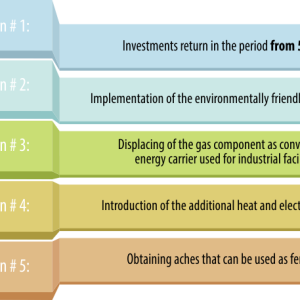 n # 1:
Investments return in the period from 5
n # 2:
Implementation of the environmentally friendl
n # 3:
Displacing of the gas component as conv
energy carrier used for industrial faci
n # 4:
Introduction of the additional heat and elect
n # 5:
Obtaining aches that can be used as fe